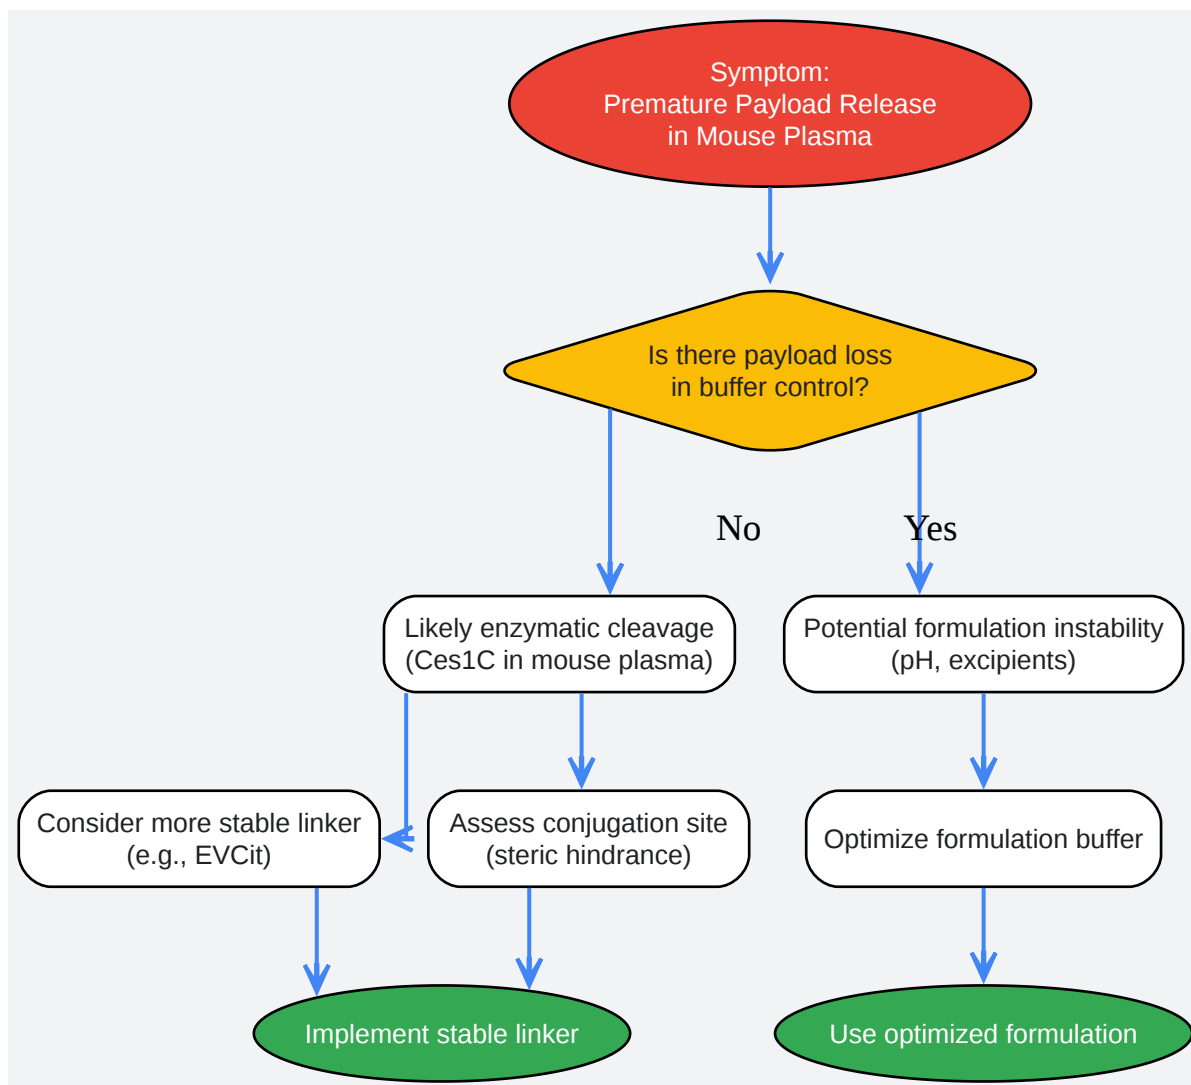 Symptom:
Premature Payload Release
in Mouse Plasma
Is there payload loss
in buffer control?
No
Yes
Likely enzymatic cleavage
(Ces1C in mouse plasma)
Potential formulation instability
(pH, excipients)
Consider more stable linker
(e.g., EVCit)
Assess conjugation site
(steric hindrance)
Optimize formulation buffer
Implement stable linker
Use optimized formulation